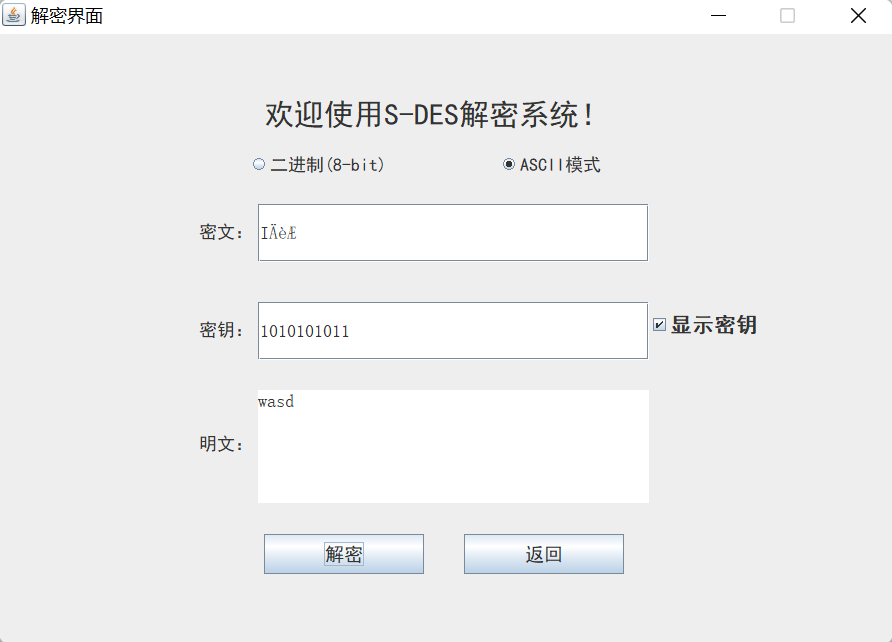 解密界面
欢迎使用S-DES解密系统！
二进制(8-bit) ASCII模式
密文： IÄèÆ
密钥： 1010101011 显示密钥
明文： wasd
解密 返回